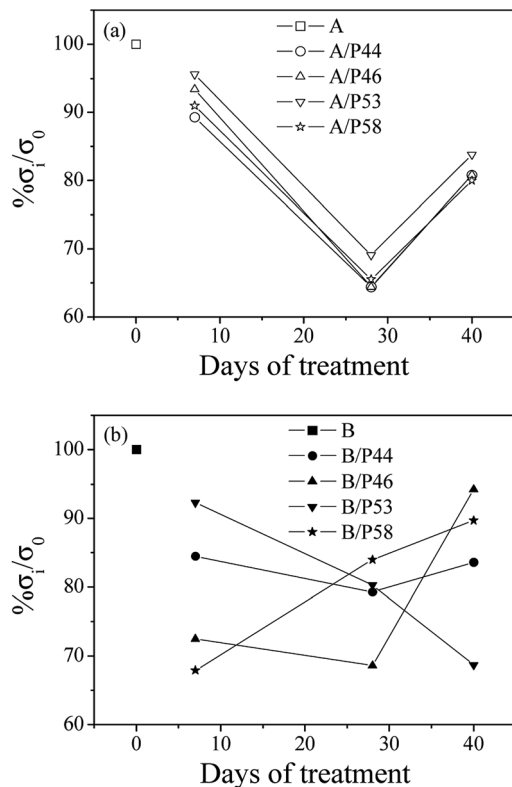 (a)
A
A/P44
A/P46
A/P53
A/P58
100
90
80
70
60
%σi/σ0
0 10 20 30 40
Days of treatment
(b)
B
B/P44
B/P46
B/P53
B/P58
100
90
80
70
60
%σi/σ0
0 10 20 30 40
Days of treatment